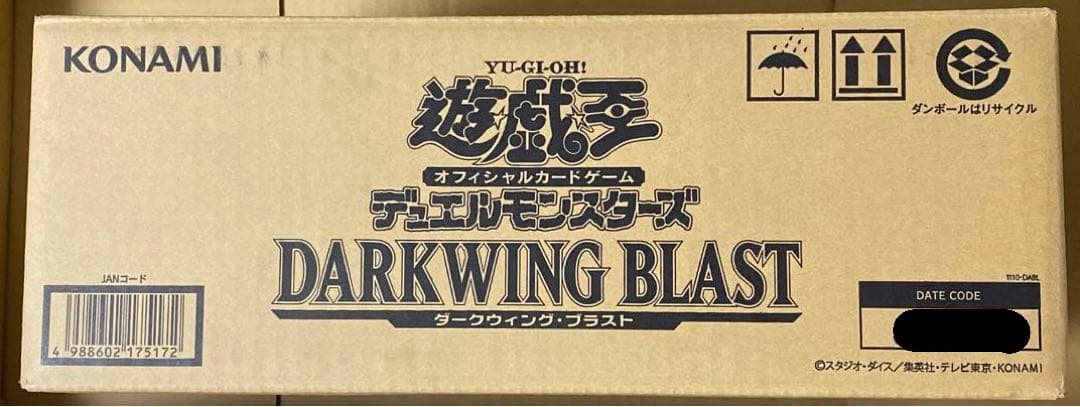 KONAMI
YU-GI-OH!
遊戯王
オフィシャルカードゲーム
デュエルモンスターズ
DARKWING BLAST
ダークウィング・ブラスト
ダンボールはリサイクル
JANコード
4 988602 175172
1110-DABL
DATE CODE
©スタジオ・ダイス/集英社・テレビ東京・KONAMI